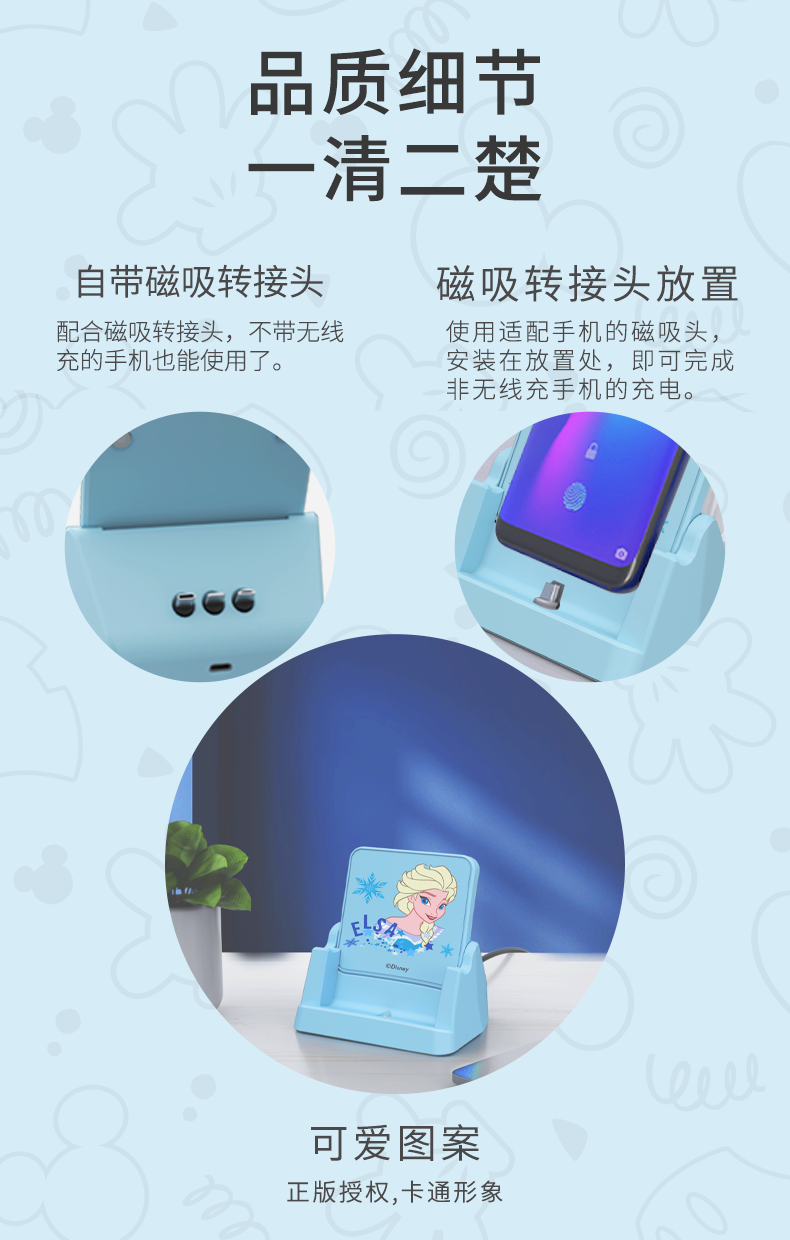 品质细节
一清二楚
自带磁吸转接头
配合磁吸转接头，不带无线
充的手机也能使用了。
磁吸转接头放置
使用适配手机的磁吸头，
安装在放置处，即可完成
非无线充手机的充电。
ELSA
©Disney
可爱图案
正版授权,卡通形象